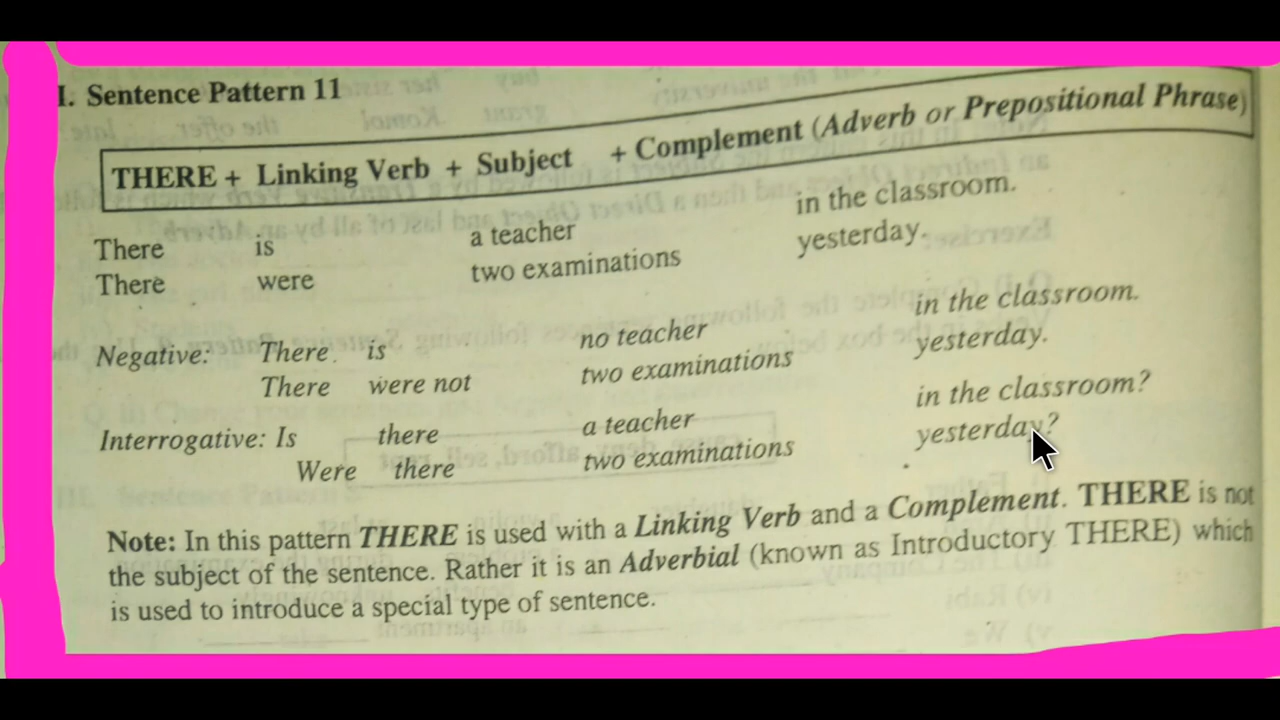 I. Sentence Pattern 11
THERE + Linking Verb + Subject + Complement (Adverb or Prepositional Phrase)
There is a teacher in the classroom.
There were two examinations yesterday.
Negative: There is no teacher in the classroom.
There were not two examinations yesterday.
Interrogative: Is there a teacher in the classroom?
Were there two examinations yesterday?
Note: In this pattern THERE is used with a Linking Verb and a Complement. THERE is not
the subject of the sentence. Rather it is an Adverbial (known as Introductory THERE) which
is used to introduce a special type of sentence.